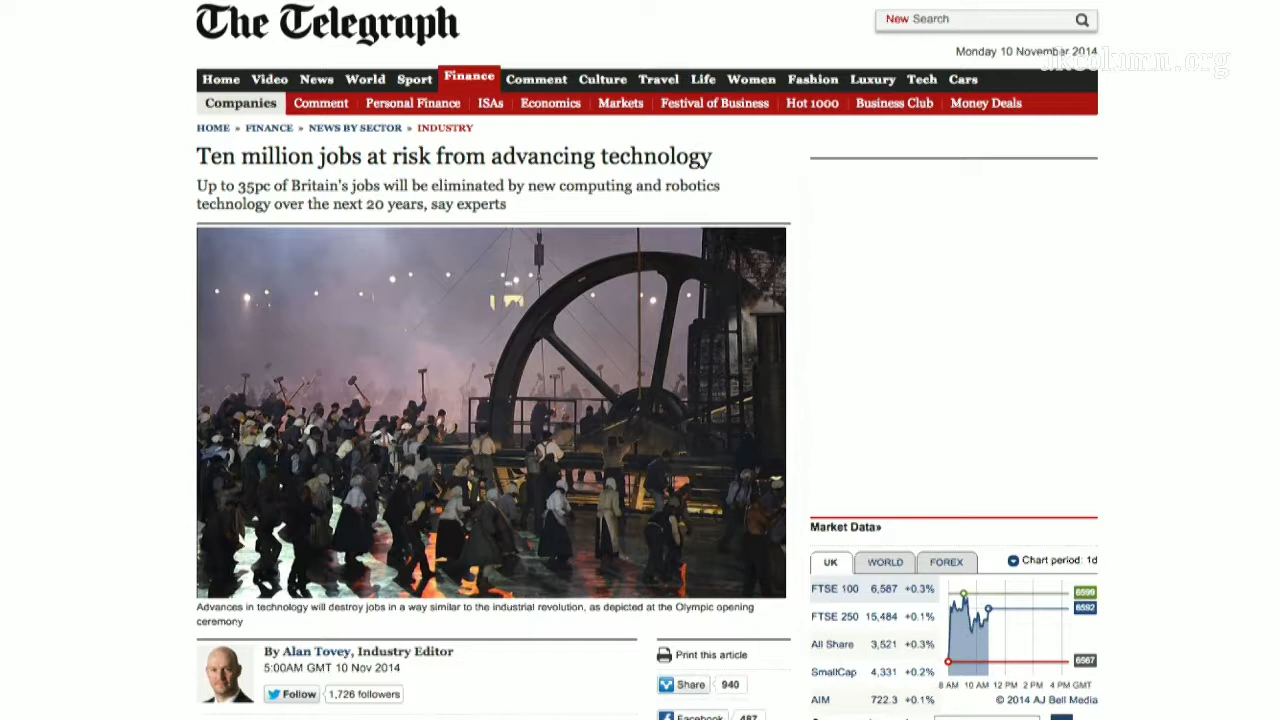 The Telegraph
New Search
Monday 10 November 2014
ukcolumn.org
Home Video News World Sport Finance Comment Culture Travel Life Women Fashion Luxury Tech Cars
Companies Comment Personal Finance ISAs Economics Markets Festival of Business Hot 1000 Business Club Money Deals
HOME » FINANCE » NEWS BY SECTOR » INDUSTRY
Ten million jobs at risk from advancing technology
Up to 35pc of Britain's jobs will be eliminated by new computing and robotics
technology over the next 20 years, say experts
Advances in technology will destroy jobs in a way similar to the industrial revolution, as depicted at the Olympic opening
ceremony
By Alan Tovey, Industry Editor
5:00AM GMT 10 Nov 2014
Follow 1,726 followers
Print this article
Share 940
Facebook 487
Market Data»
UK WORLD FOREX Chart period: 1d
FTSE 100 6,587 +0.3%
FTSE 250 15,484 +0.1%
All Share 3,521 +0.3%
SmallCap 4,331 +0.2%
AIM 722.3 +0.1%
6599
6592
6567
8 AM 10 AM 12 PM 2 PM 4 PM GMT
© 2014 AJ Bell Media